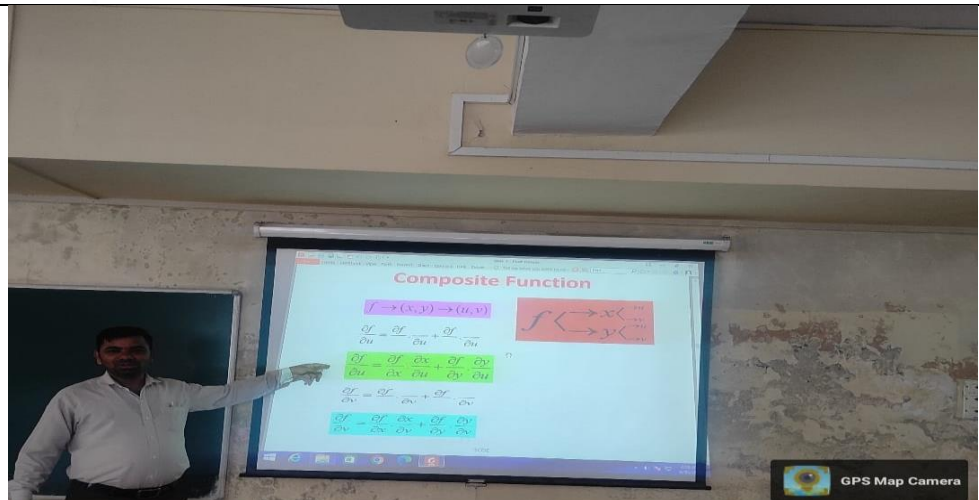 Composite Function
f → (x, y) → (u, v)
f < → x < →u →v
→ y < →u →v
∂f/∂u = ∂f/ . /∂u + ∂f/ . /∂u
∂f/∂u = ∂f/∂x . ∂x/∂u + ∂f/∂y . ∂y/∂u
∂f/∂v = ∂f/ . /∂v + ∂f/ . /∂v
∂f/∂v = ∂f/∂x . ∂x/∂v + ∂f/∂y . ∂y/∂v
GPS Map Camera